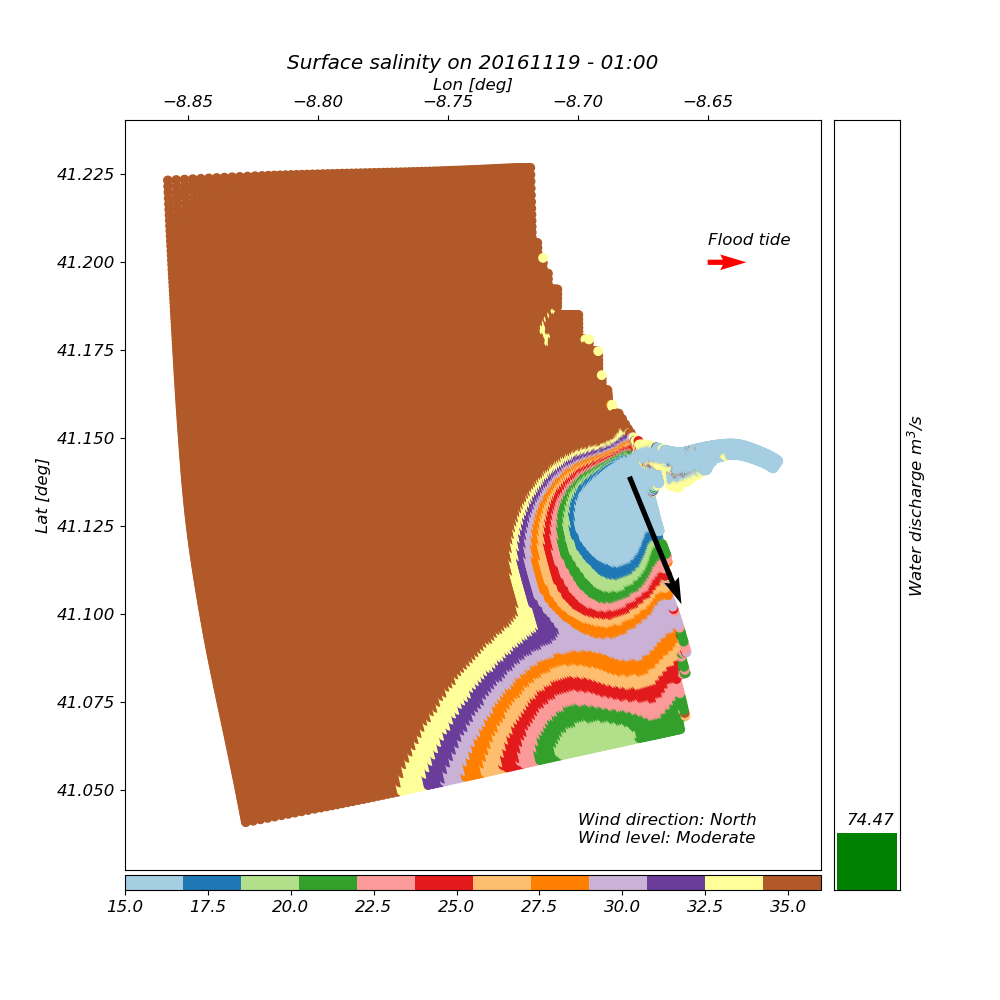 Surface salinity on 20161119 - 01:00
Lon [deg]
−8.85 −8.80 −8.75 −8.70 −8.65
41.225
41.200
41.175
41.150
41.125
41.100
41.075
41.050
Lat [deg]
Flood tide
Wind direction: North
Wind level: Moderate
74.47
Water discharge m³/s
15.0 17.5 20.0 22.5 25.0 27.5 30.0 32.5 35.0